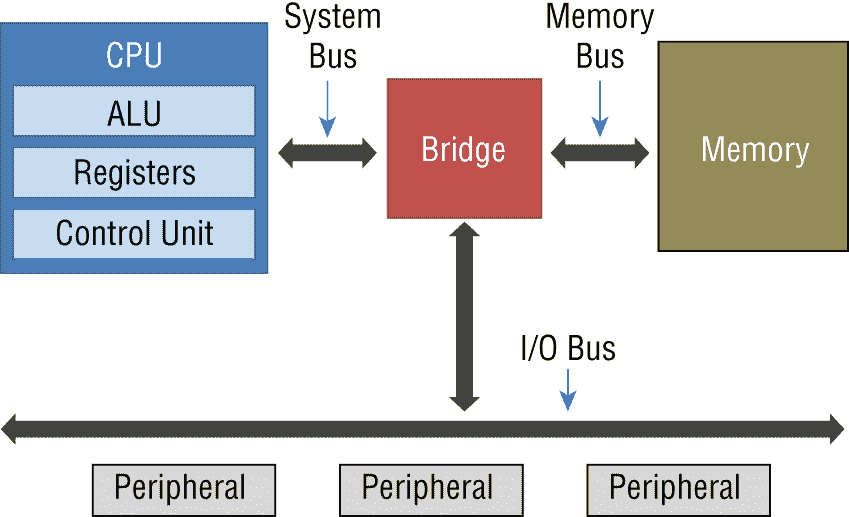 System
Bus
Memory
Bus
CPU
ALU
Registers
Control Unit
Bridge
Memory
I/O Bus
Peripheral
Peripheral
Peripheral